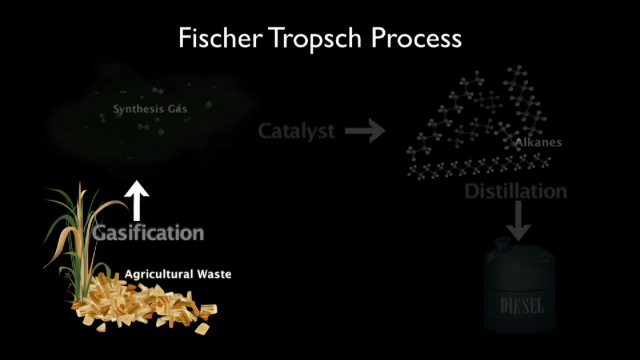 Fischer Tropsch Process
Synthesis Gas
Catalyst
Alkanes
Distillation
Gasification
Agricultural Waste
DIESEL